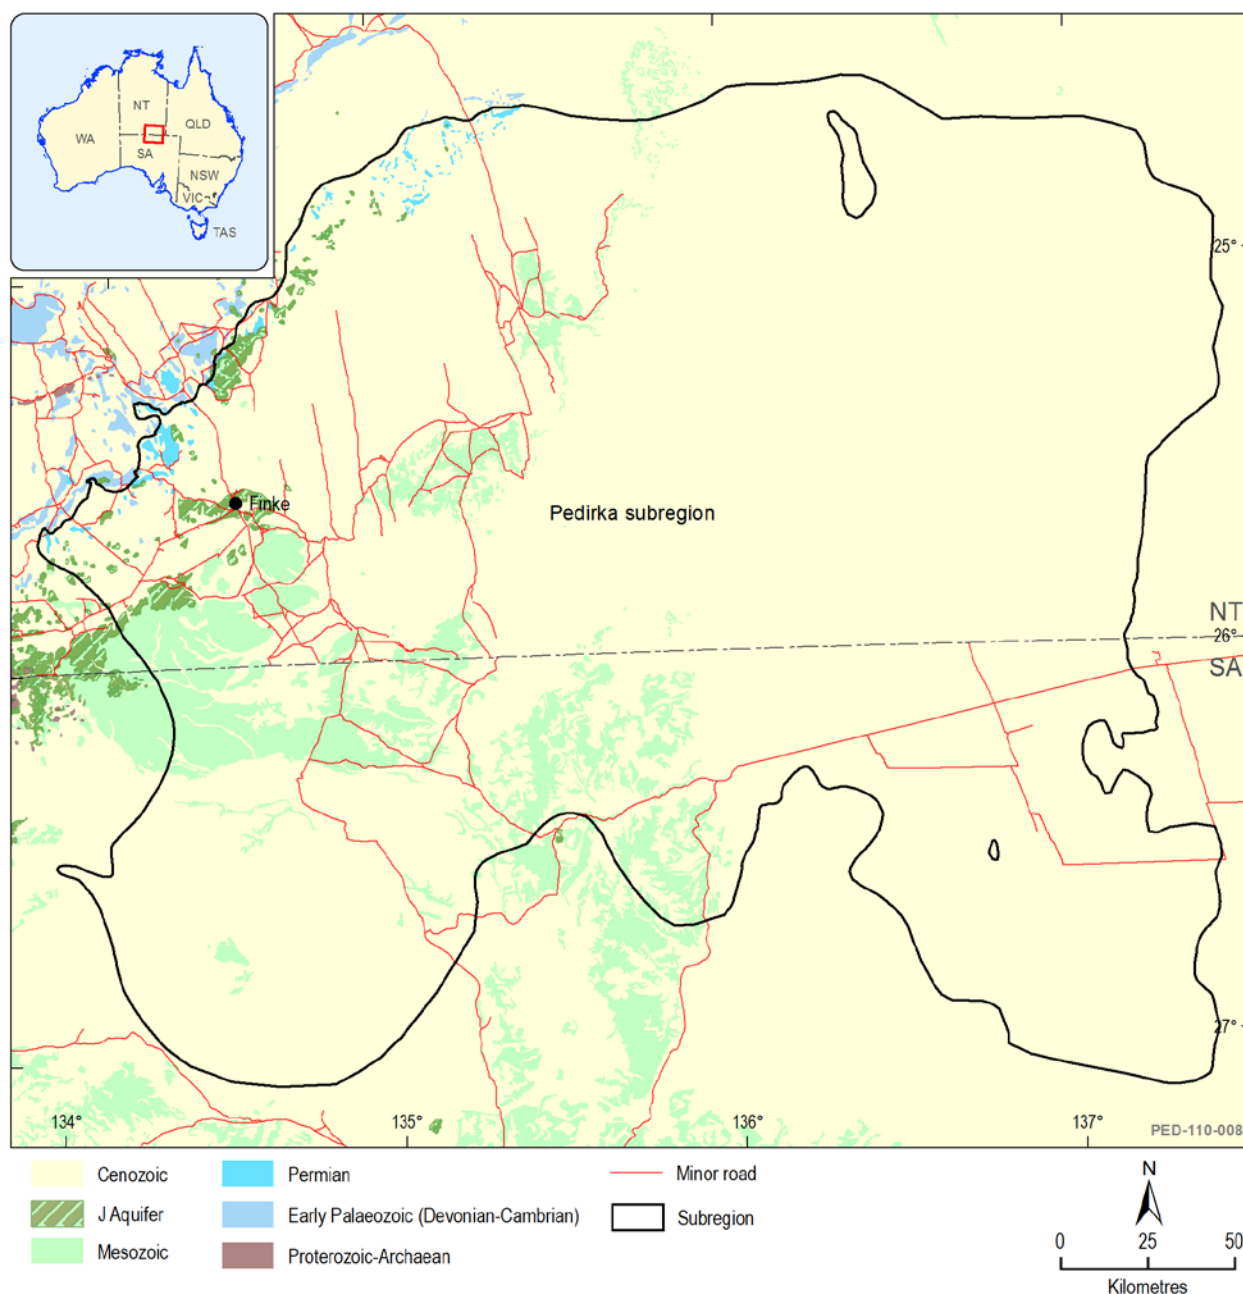 NT
WA
QLD
SA
NSW
VIC
TAS
25°
Finke
Pedirka subregion
NT
26°
SA
27°
134°
135°
136°
137°
PED-110-008
Cenozoic
Permian
Minor road
J Aquifer
Early Palaeozoic (Devonian-Cambrian)
Subregion
Mesozoic
Proterozoic-Archaean
N
0 25 50
Kilometres